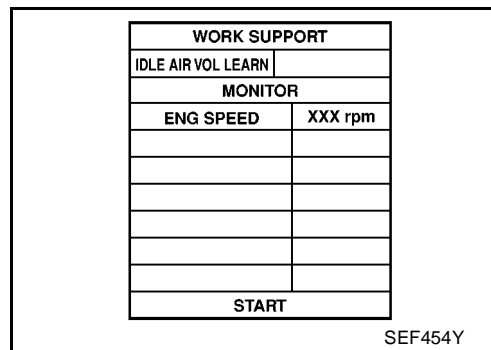 WORK SUPPORT
IDLE AIR VOL LEARN
MONITOR
ENG SPEED XXX rpm
START
SEF454Y